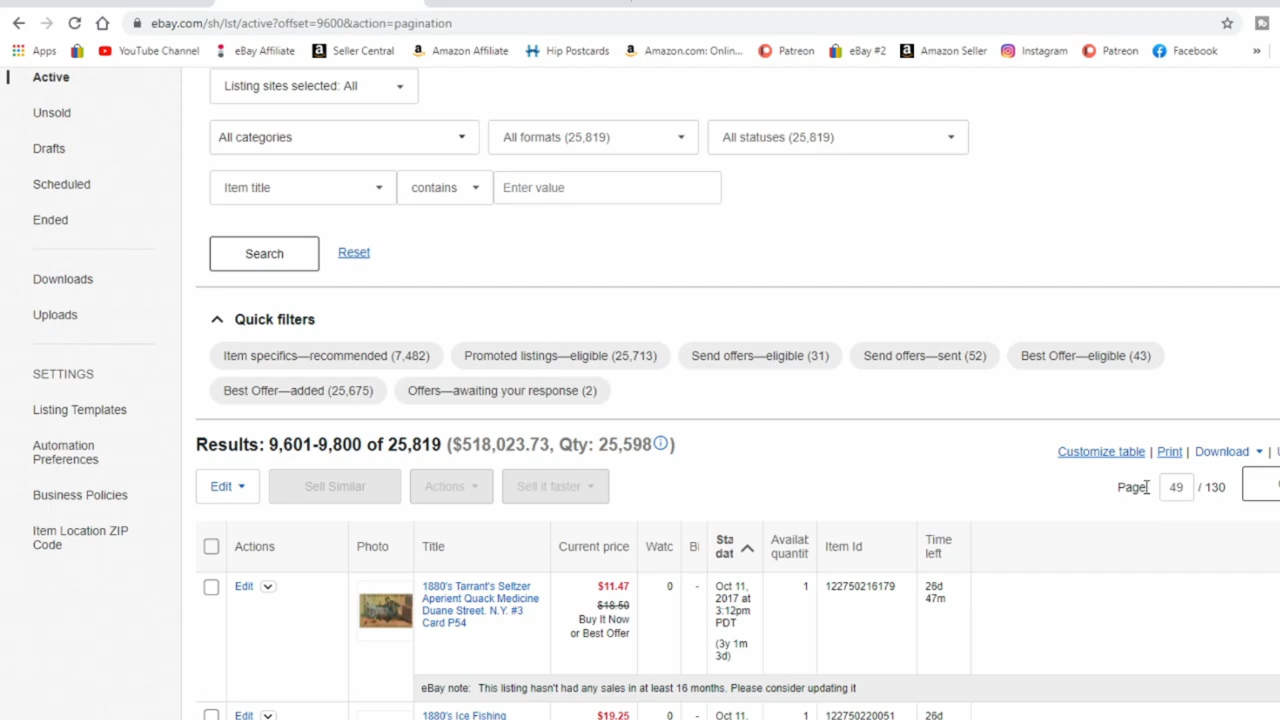 ebay.com/sh/lst/active?offset=9600&action=pagination
Apps YouTube Channel eBay Affiliate Seller Central Amazon Affiliate Hip Postcards Amazon.com: Onlin... Patreon eBay #2 Amazon Seller Instagram Patreon Facebook »
Active
Unsold
Drafts
Scheduled
Ended
Downloads
Uploads
SETTINGS
Listing Templates
Automation
Preferences
Business Policies
Item Location ZIP
Code
Listing sites selected: All
All categories All formats (25,819) All statuses (25,819)
Item title contains Enter value
Search Reset
Quick filters
Item specifics—recommended (7,482) Promoted listings—eligible (25,713) Send offers—eligible (31) Send offers—sent (52) Best Offer—eligible (43)
Best Offer—added (25,675) Offers—awaiting your response (2)
Results: 9,601-9,800 of 25,819 ($518,023.73, Qty: 25,598)
Customize table | Print | Download |
Edit Sell Similar Actions Sell it faster
Page 49 / 130
Actions Photo Title Current price Watc Bi Sta dat Availat quantit Item Id Time left
Edit
1880's Tarrant's Seltzer
Aperient Quack Medicine
Duane Street. N.Y. #3
Card P54
$11.47
$18.50
Buy It Now
or Best Offer
0
-
Oct 11,
2017 at
3:12pm
PDT
(3y 1m
3d)
1
122750216179
26d
47m
eBay note: This listing hasn't had any sales in at least 16 months. Please consider updating it
Edit 1880's Ice Fishing $19.25 0 - Oct 11, 1 122750220051 26d